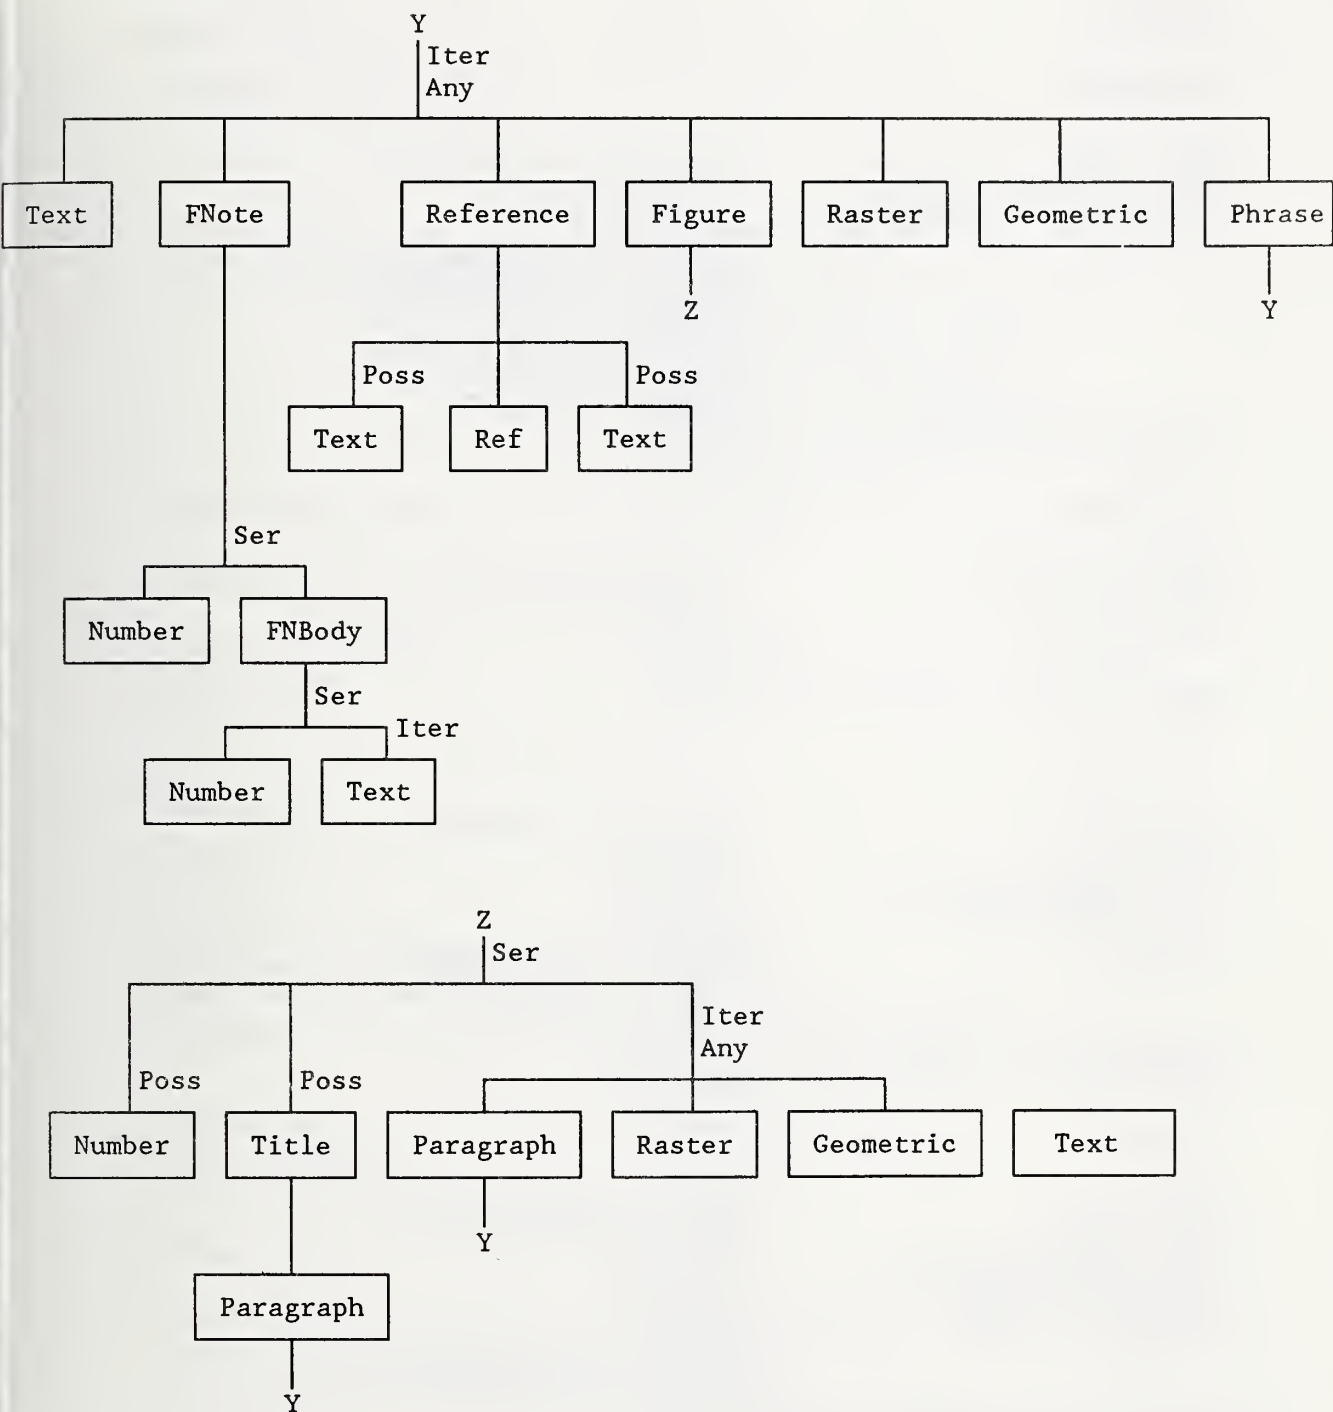 Y
Iter
Any
Text FNote Reference Figure Raster Geometric Phrase
Z Y
Poss Poss
Text Ref Text
Ser
Number FNBody
Ser
Iter
Number Text
Z
Ser
Iter
Any
Poss Poss
Number Title Paragraph Raster Geometric Text
Y
Paragraph
Y